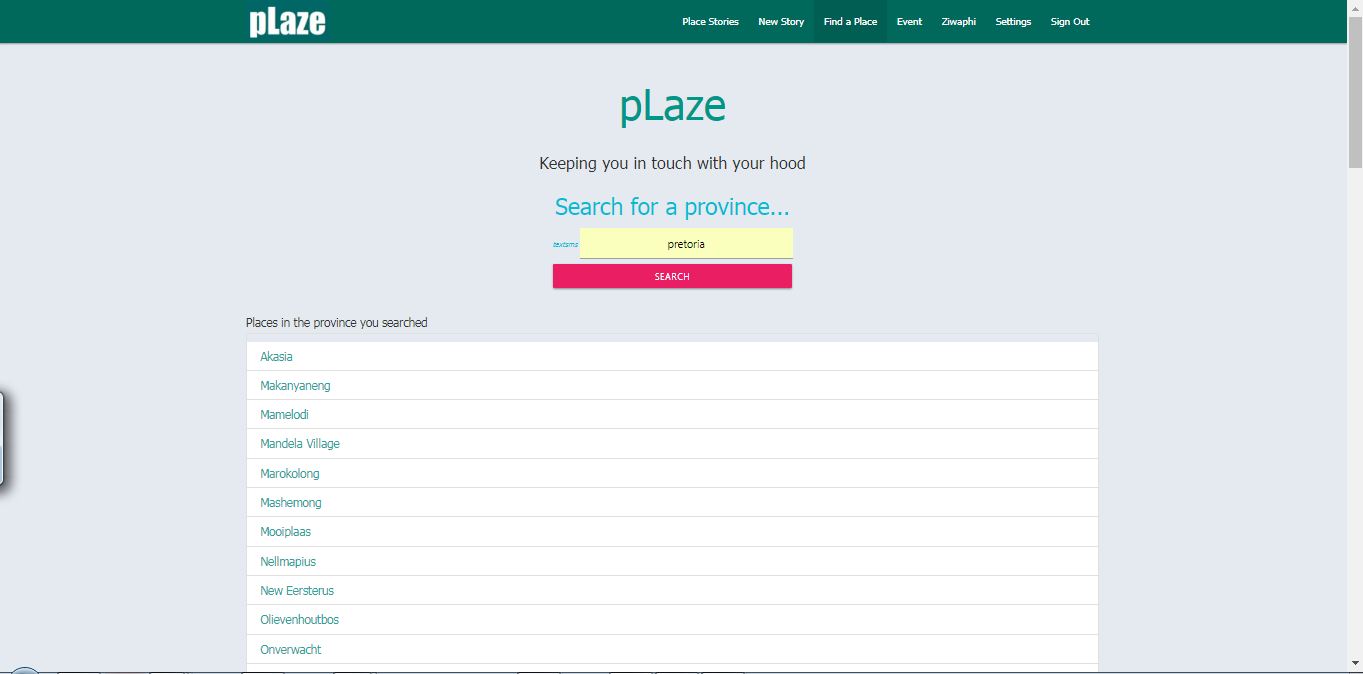 pLaze Place Stories New Story Find a Place Event Ziwaphi Settings Sign Out
pLaze
Keeping you in touch with your hood
Search for a province...
textsms pretoria
SEARCH
Places in the province you searched
Akasia
Makanyaneng
Mamelodi
Mandela Village
Marokolong
Mashemong
Mooiplaas
Nellmapius
New Eersterus
Olievenhoutbos
Onverwacht